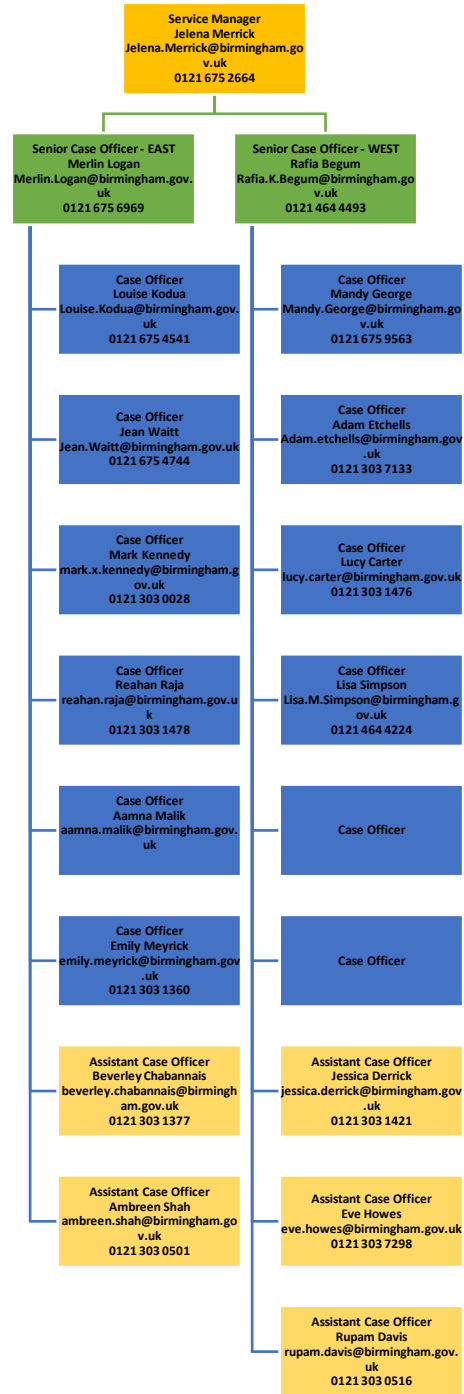 Service Manager
Jelena Merrick
Jelena.Merrick@birmingham.go
v.uk
0121 675 2664
Senior Case Officer - EAST
Merlin Logan
Merlin.Logan@birmingham.gov.
uk
0121 675 6969
Senior Case Officer - WEST
Rafia Begum
Rafia.K.Begum@birmingham.go
v.uk
0121 464 4493
Case Officer
Louise Kodua
Louise.Kodua@birmingham.gov.
uk
0121 675 4541
Case Officer
Mandy George
Mandy.George@birmingham.go
v.uk
0121 675 9563
Case Officer
Jean Waitt
Jean.Waitt@birmingham.gov.uk
0121 675 4744
Case Officer
Adam Etchells
Adam.etchells@birmingham.gov
.uk
0121 303 7133
Case Officer
Mark Kennedy
mark.x.kennedy@birmingham.g
ov.uk
0121 303 0028
Case Officer
Lucy Carter
lucy.carter@birmingham.gov.uk
0121 303 1476
Case Officer
Reahan Raja
reahan.raja@birmingham.gov.u
k
0121 303 1478
Case Officer
Lisa Simpson
Lisa.M.Simpson@birmingham.g
ov.uk
0121 464 4224
Case Officer
Aamna Malik
aamna.malik@birmingham.gov.
uk
Case Officer
Case Officer
Emily Meyrick
emily.meyrick@birmingham.gov
.uk
0121 303 1360
Case Officer
Assistant Case Officer
Beverley Chabannais
beverley.chabannais@birmingh
am.gov.uk
0121 303 1377
Assistant Case Officer
Jessica Derrick
jessica.derrick@birmingham.gov
.uk
0121 303 1421
Assistant Case Officer
Ambreen Shah
ambreen.shah@birmingham.go
v.uk
0121 303 0501
Assistant Case Officer
Eve Howes
eve.howes@birmingham.gov.uk
0121 303 7298
Assistant Case Officer
Rupam Davis
rupam.davis@birmingham.gov.
uk
0121 303 0516